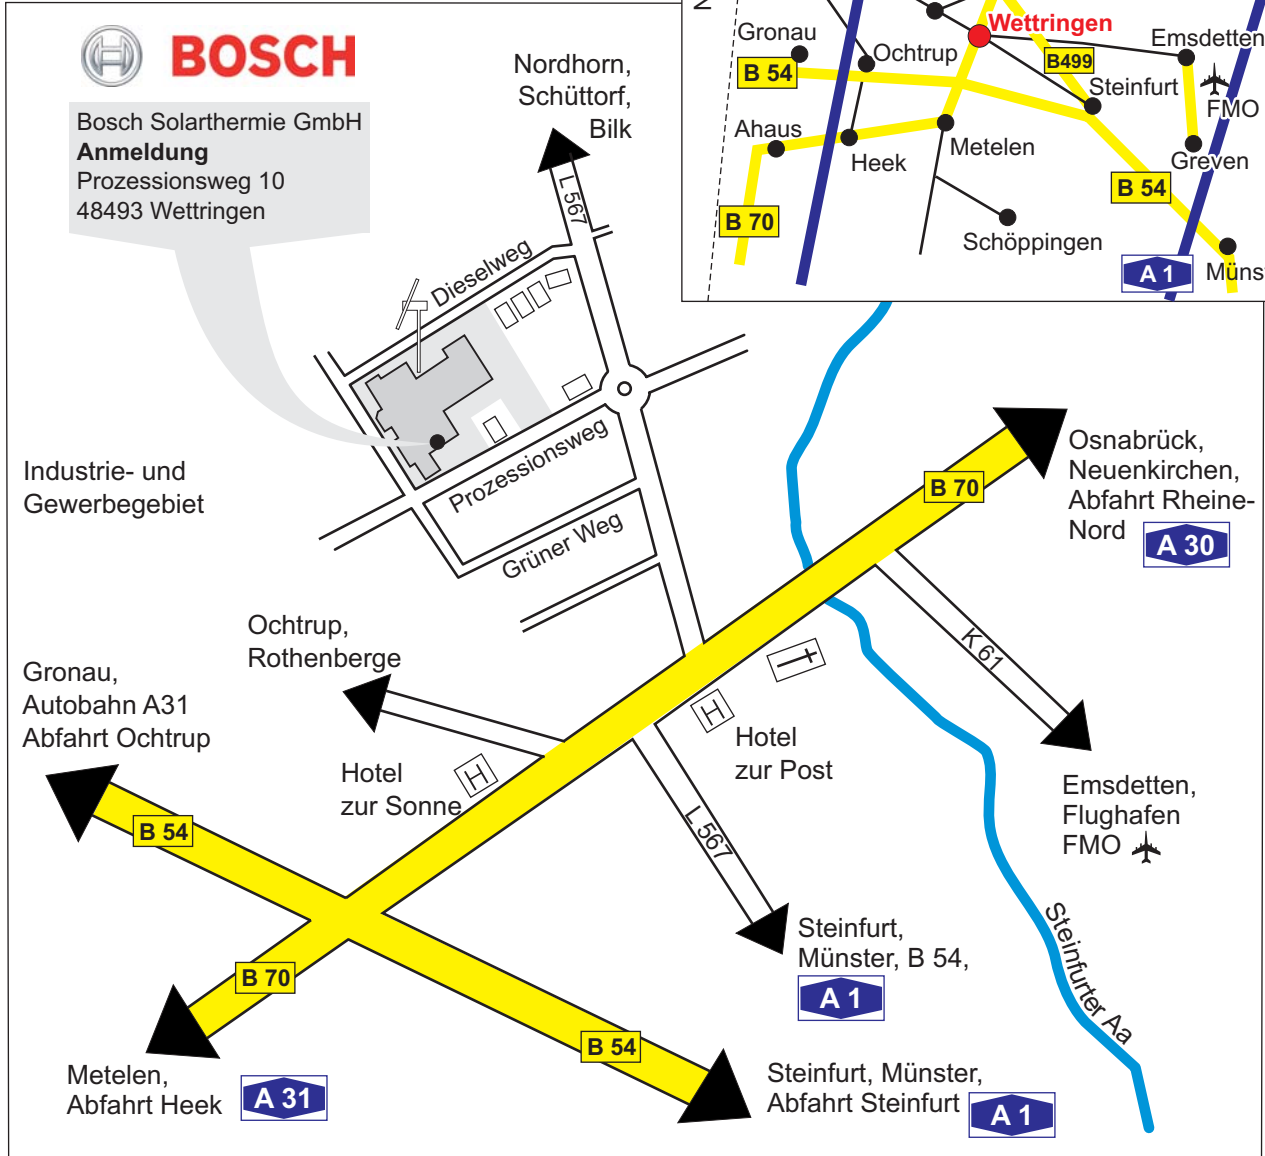 BOSCH
Bosch Solarthermie GmbH
Anmeldung
Prozessionsweg 10
48493 Wettringen
Nordhorn,
Schüttorf,
Bilk
L 567
Dieselweg
Prozessionsweg
Grüner Weg
Industrie- und
Gewerbegebiet
N
Gronau
B 54
Ochtrup
Wettringen
B499
Emsdetten
Steinfurt
FMO
Ahaus
Heek
Metelen
Greven
B 54
B 70
Schöppingen
A 1
Müns
B 70
Osnabrück,
Neuenkirchen,
Abfahrt Rheine-
Nord
A 30
K 61
Ochtrup,
Rothenberge
Gronau,
Autobahn A31
Abfahrt Ochtrup
H
Hotel
zur Post
H
Hotel
zur Sonne
Emsdetten,
Flughafen
FMO
B 54
L 567
Steinfurt,
Münster, B 54,
A 1
Steinfurter Aa
B 70
B 54
Metelen,
Abfahrt Heek
A 31
Steinfurt, Münster,
Abfahrt Steinfurt
A 1